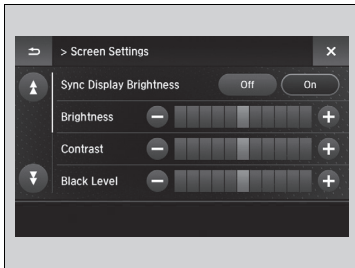 > Screen Settings
Sync Display Brightness Off On
Brightness
Contrast
Black Level